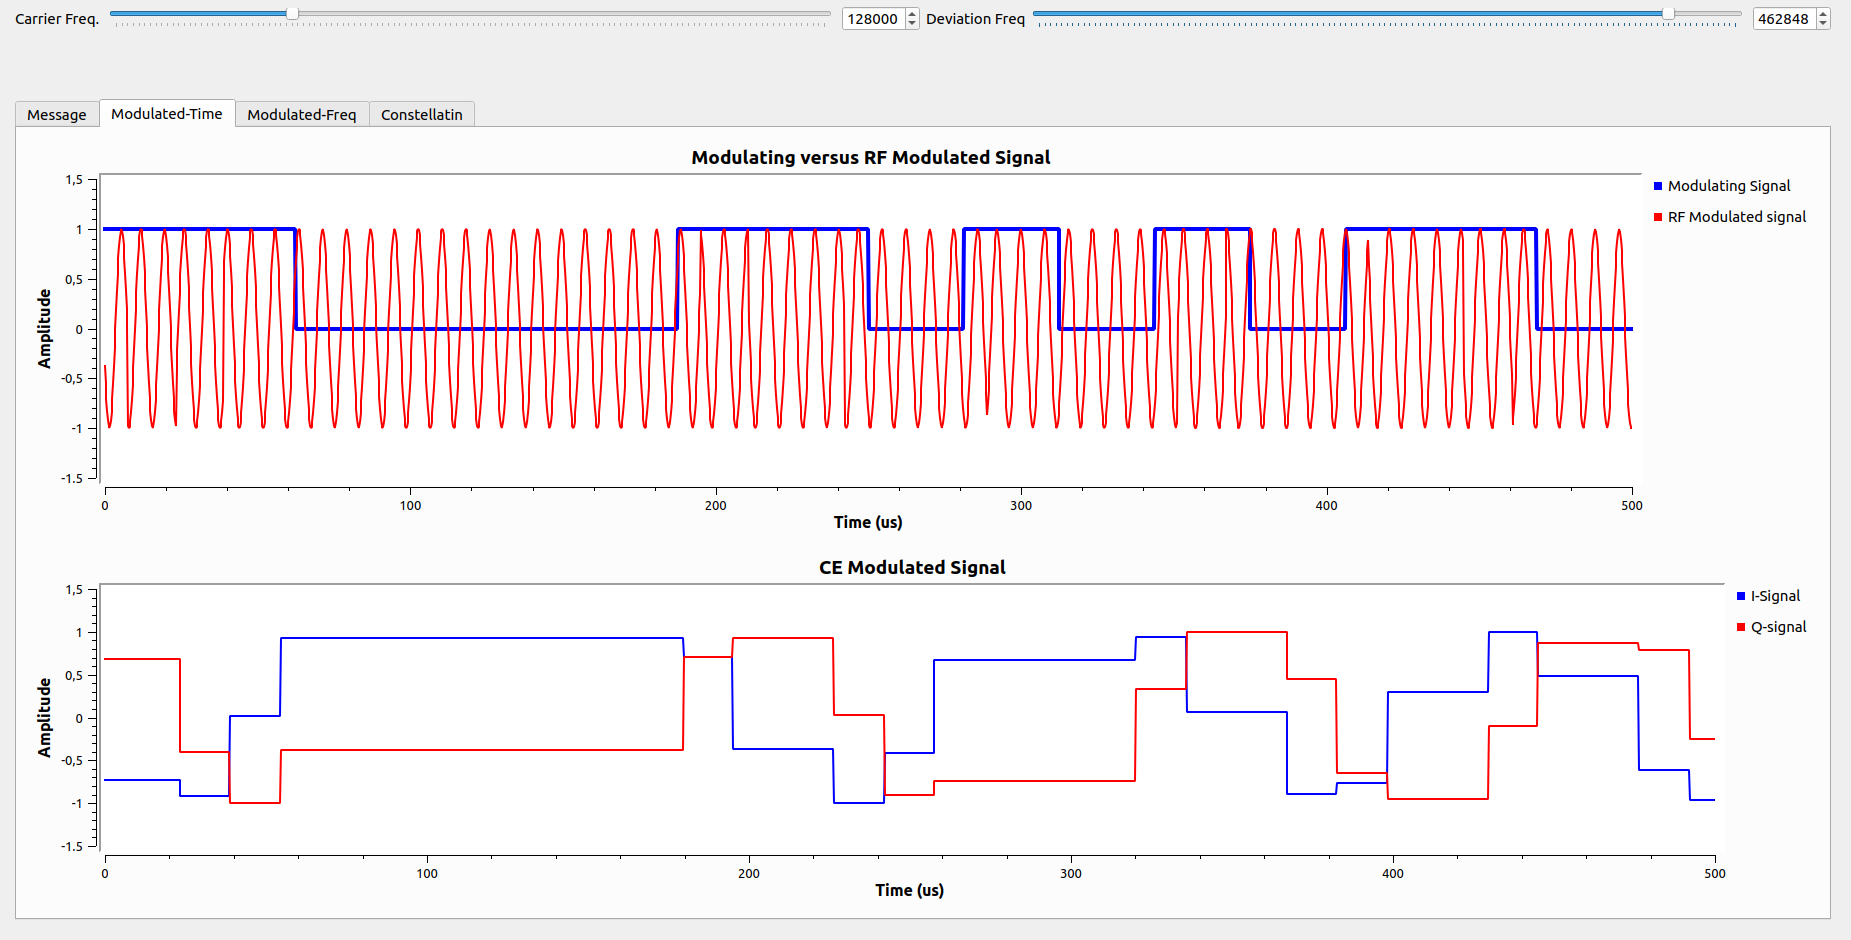 Carrier Freq. 128000 Deviation Freq 462848
Message Modulated-Time Modulated-Freq Constellatin
Modulating versus RF Modulated Signal
1,5
1
0,5
0
-0,5
-1
-1.5
Amplitude
0 100 200 300 400 500
Time (us)
Modulating Signal
RF Modulated signal
CE Modulated Signal
1,5
1
0,5
0
-0,5
-1
-1.5
Amplitude
0 100 200 300 400 500
Time (us)
I-Signal
Q-signal